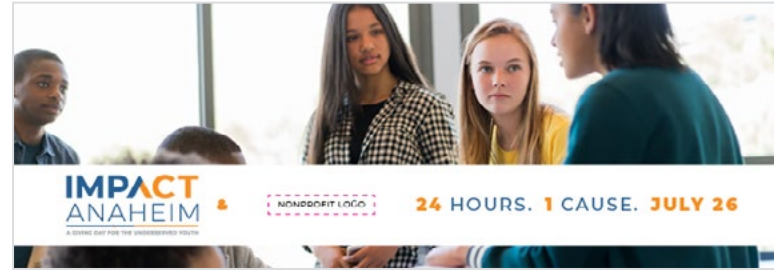 IMPACT
ANAHEIM
A GIVING DAY FOR THE UNDERSERVED YOUTH
&
NONPROFIT LOGO
24 HOURS. 1 CAUSE. JULY 26